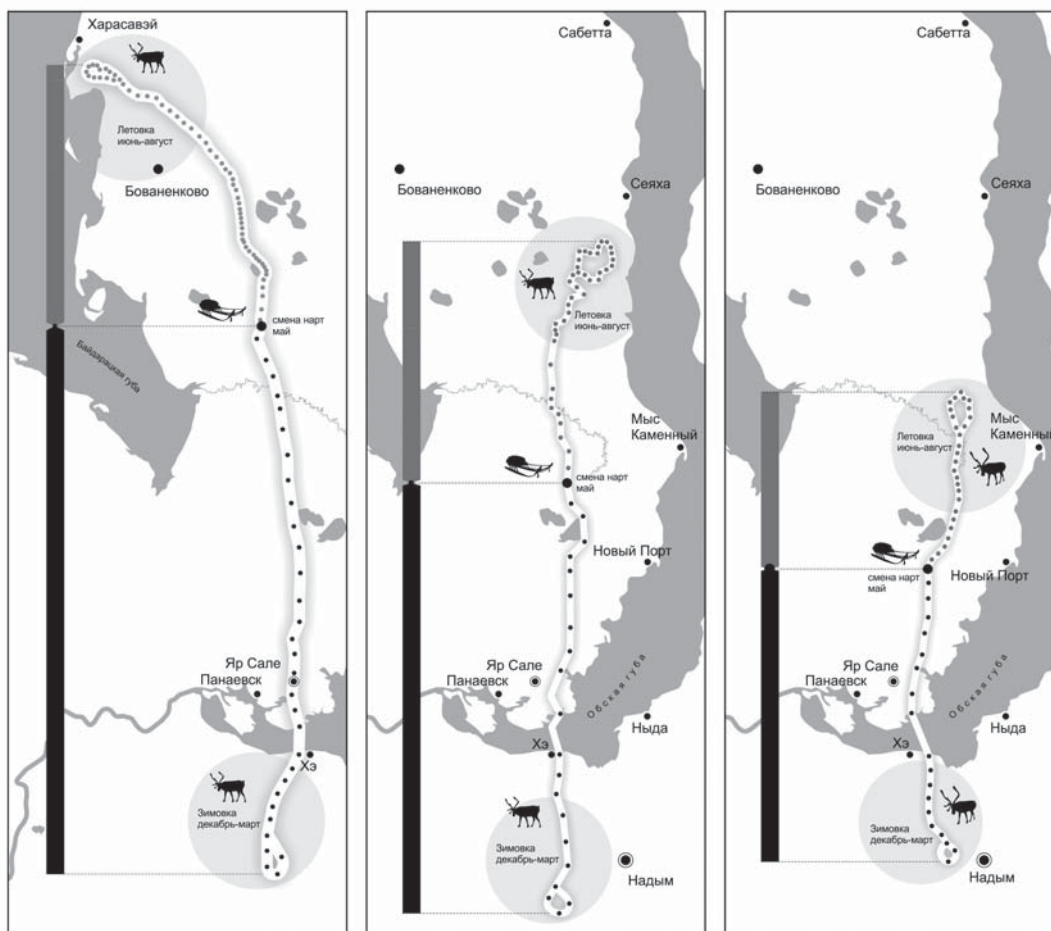 Харасавэй
Летовка
июнь-август
Бованенково
смена нарт
май
Байдарацкая губа
Яр Сале
Панаевск
Хэ
Зимовка
декабрь-март
Сабетта
Бованенково
Сеяха
Летовка
июнь-август
Мыс
Каменный
смена нарт
май
Новый Порт
Яр Сале
Панаевск
Обская губа
Ныда
Хэ
Зимовка
декабрь-март
Надым
Сабетта
Бованенково
Сеяха
Мыс
Каменный
Летовка
июнь-август
Новый Порт
смена нарт
май
Яр Сале
Панаевск
Обская губа
Ныда
Хэ
Зимовка
декабрь-март
Надым